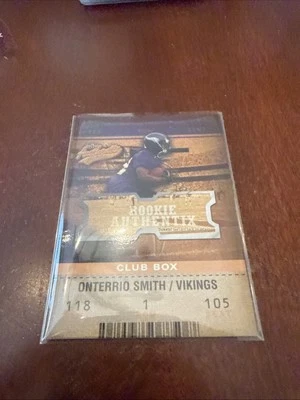 ROOKIE
AUTHENTIX
CLUB BOX
ONTERRIO SMITH / VIKINGS
118 1 105